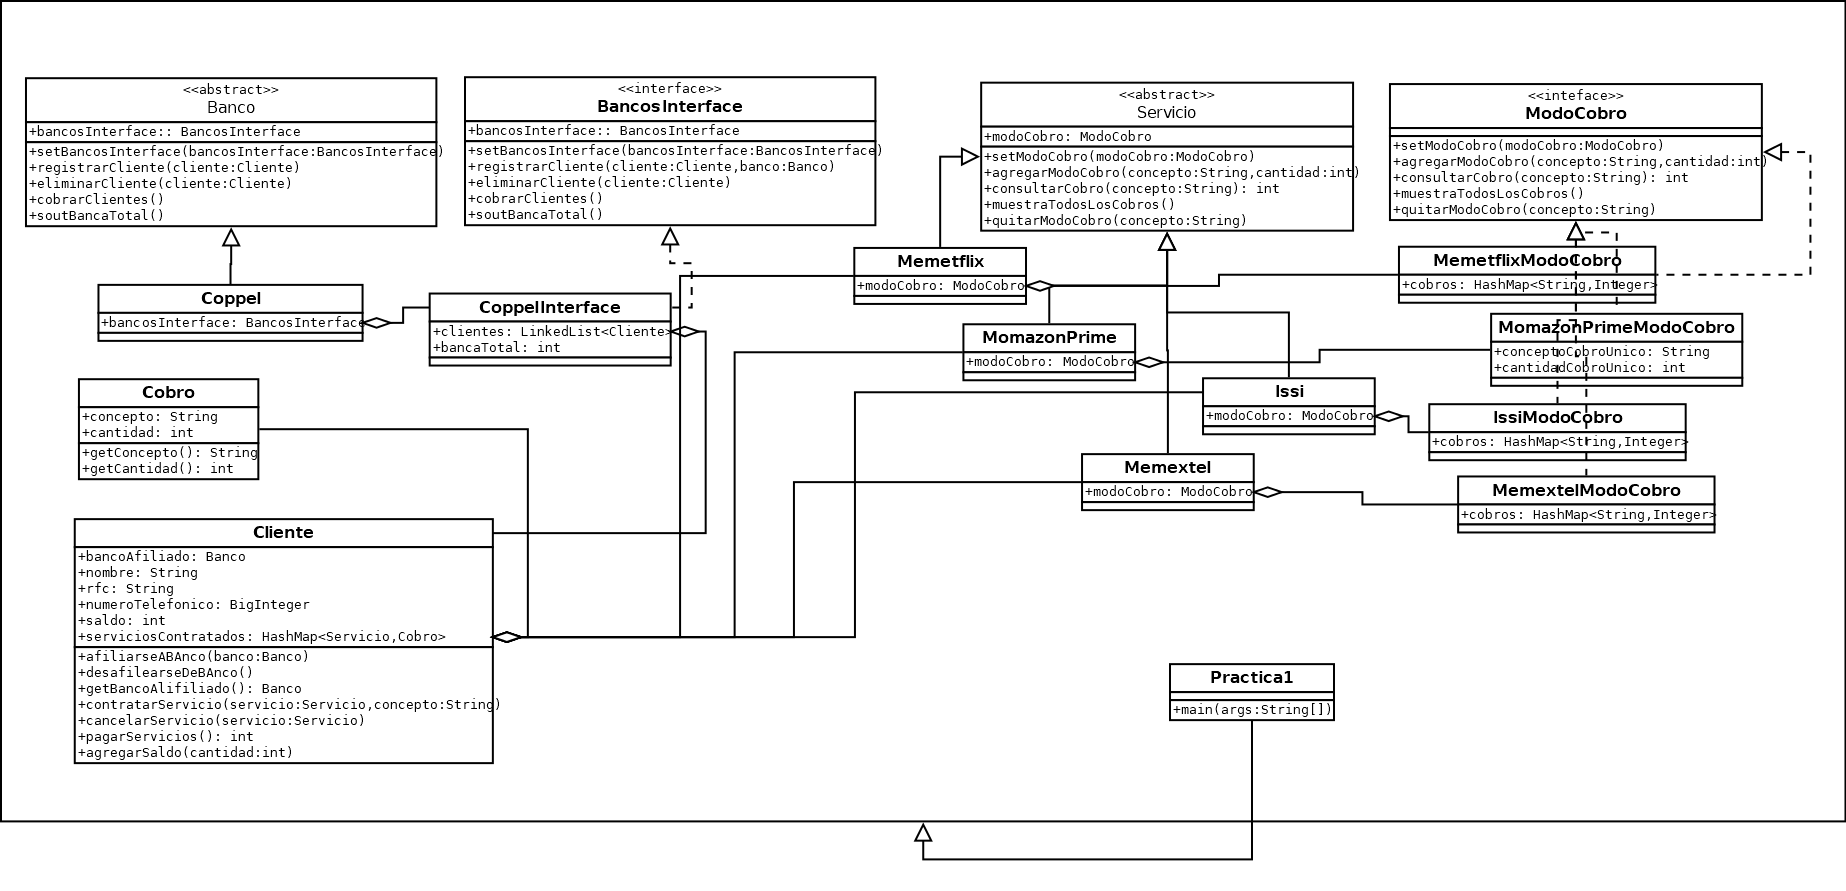 <<abstract>>
Banco
+bancosInterface:: BancosInterface
+setBancosInterface(bancosInterface:BancosInterface)
+registrarCliente(cliente:Cliente)
+eliminarCliente(cliente:Cliente)
+cobrarClientes()
+soutBancaTotal()
<<interface>>
BancosInterface
+bancosInterface:: BancosInterface
+setBancosInterface(bancosInterface:BancosInterface)
+registrarCliente(cliente:Cliente,banco:Banco)
+eliminarCliente(cliente:Cliente)
+cobrarClientes()
+soutBancaTotal()
<<abstract>>
Servicio
+modoCobro: ModoCobro
+setModoCobro(modoCobro:ModoCobro)
+agregarModoCobro(concepto:String,cantidad:int)
+consultarCobro(concepto:String): int
+muestraTodosLosCobros()
+quitarModoCobro(concepto:String)
<<inteface>>
ModoCobro
+setModoCobro(modoCobro:ModoCobro)
+agregarModoCobro(concepto:String,cantidad:int)
+consultarCobro(concepto:String): int
+muestraTodosLosCobros()
+quitarModoCobro(concepto:String)
Coppel
+bancosInterface: BancosInterface
CoppelInterface
+clientes: LinkedList<Cliente>
+bancaTotal: int
Memetflix
+modoCobro: ModoCobro
MemetflixModoCobro
+cobros: HashMap<String,Integer>
MomazonPrime
+modoCobro: ModoCobro
MomazonPrimeModoCobro
+conceptoCobroUnico: String
+cantidadCobroUnico: int
Cobro
+concepto: String
+cantidad: int
+getConcepto(): String
+getCantidad(): int
Issi
+modoCobro: ModoCobro
IssiModoCobro
+cobros: HashMap<String,Integer>
Memextel
+modoCobro: ModoCobro
MemextelModoCobro
+cobros: HashMap<String,Integer>
Cliente
+bancoAfiliado: Banco
+nombre: String
+rfc: String
+numeroTelefonico: BigInteger
+saldo: int
+serviciosContratados: HashMap<Servicio,Cobro>
+afiliarseABAnco(banco:Banco)
+desafilearseDeBAnco()
+getBancoAlifiliado(): Banco
+contratarServicio(servicio:Servicio,concepto:String)
+cancelarServicio(servicio:Servicio)
+pagarServicios(): int
+agregarSaldo(cantidad:int)
Practica1
+main(args:String[])